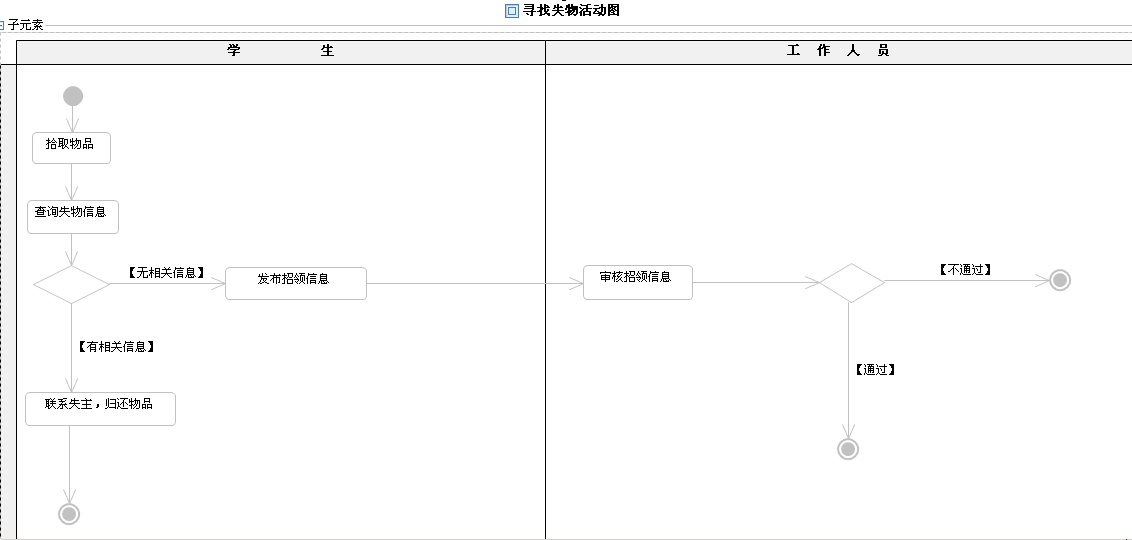 寻找失物活动图
子元素
学 生
工 作 人 员
拾取物品
查询失物信息
【无相关信息】
发布招领信息
审核招领信息
【不通过】
【有相关信息】
【通过】
联系失主，归还物品